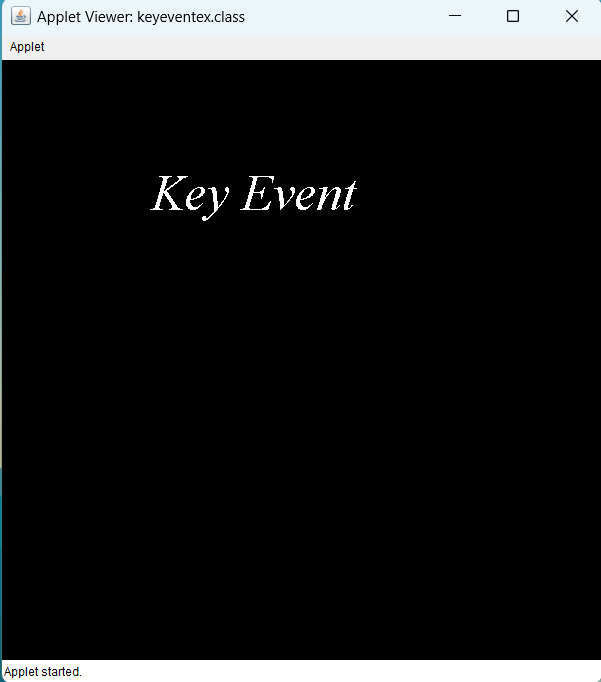 Applet Viewer: keyeventex.class
Applet
Key Event
Applet started.